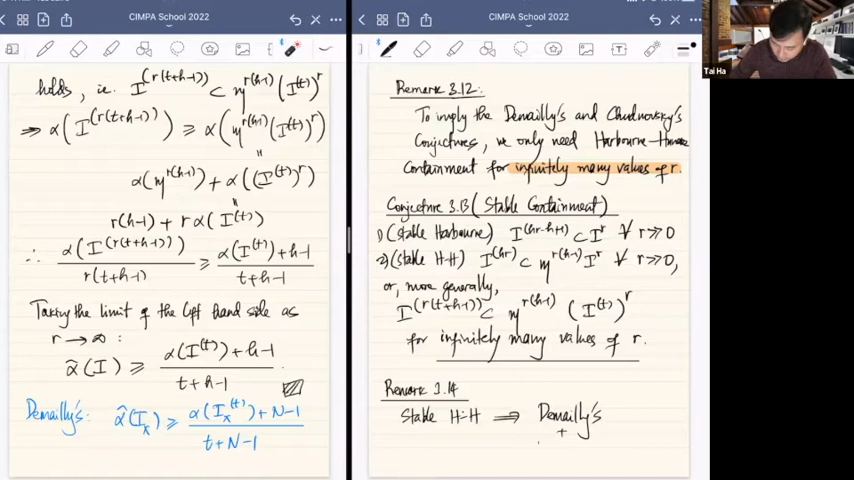 CIMPA School 2022
holds, i.e. I^(r(t+h-1)) ⊂ m^r(h-1) (I^(t))^r
⇒ α(I^(r(t+h-1))) ≥ α(m^r(h-1) (I^(t))^r)
=
α(m^r(h-1)) + α((I^(t))^r)
=
r(h-1) + r α(I^(t))
∴ α(I^(r(t+h-1))) / r(t+h-1) ≥ α(I^(t)) + h-1 / t+h-1
Taking the limit of the left hand side as
r → ∞ :
α̂(I) ≥ α(I^(t)) + h-1 / t+h-1 .
Demailly's: α̂(I_X) ≥ α(I_X^(t)) + N-1 / t+N-1
CIMPA School 2022
Remark 3.12.
To imply the Demailly's and Chudnovsky's
Conjectures, we only need Harbourne-Huneke
Containment for infinitely many values of r.
Conjecture 3.13 (Stable Containment)
1) (stable Harbourne) I^(hr-h+1) ⊂ I^r ∀ r≫0
2) (stable H-H) I^(hr) ⊂ m^r(h-1) I^r ∀ r≫0,
or, more generally,
I^(r(t+h-1)) ⊂ m^r(h-1) (I^(t))^r
for infinitely many values of r.
Remark 3.14
Stable H-H ⇒ Demailly's
+
Tai Ha